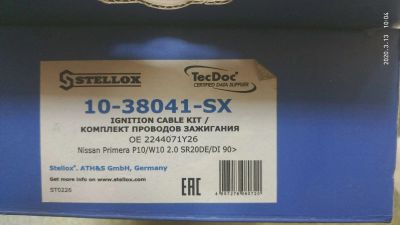 2020.3.13 10:04
STELLOX
TecDoc
CERTIFIED DATA SUPPLIER
10-38041-SX
IGNITION CABLE KIT /
КОМПЛЕКТ ПРОВОДОВ ЗАЖИГАНИЯ
OE 2244071Y26
Nissan Primera P10/W10 2.0 SR20DE/DI 90>
Stellox® ATH&S GmbH, Germany
Get more info on www.stellox.com
ST0226
EAC